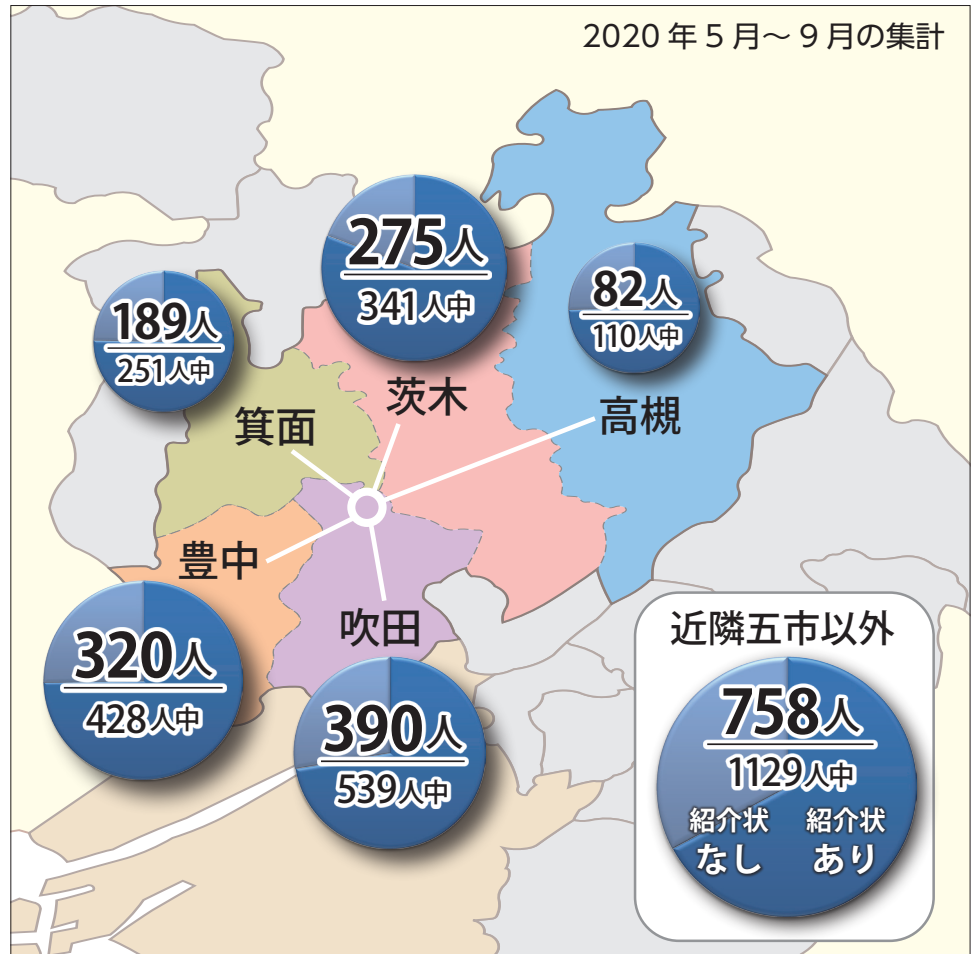 2020年5月~9月の集計
275人
341人中
82人
110人中
189人
251人中
茨木
高槻
箕面
豊中
吹田
320人
428人中
390人
539人中
近隣五市以外
758人
1129人中
紹介状 紹介状
なし あり